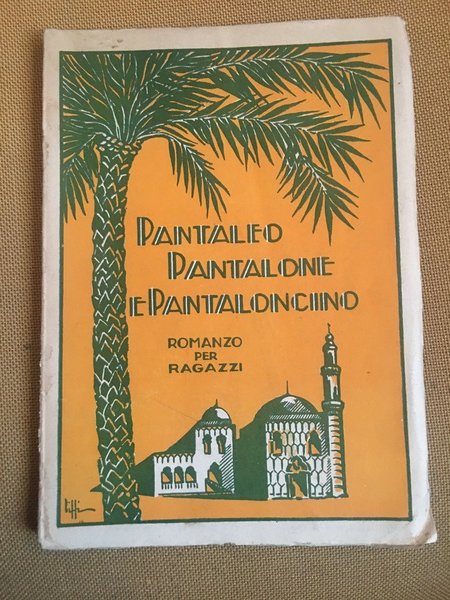 PANTALEO
PANTALONE
E PANTALONCINO
ROMANZO
PER
RAGAZZI